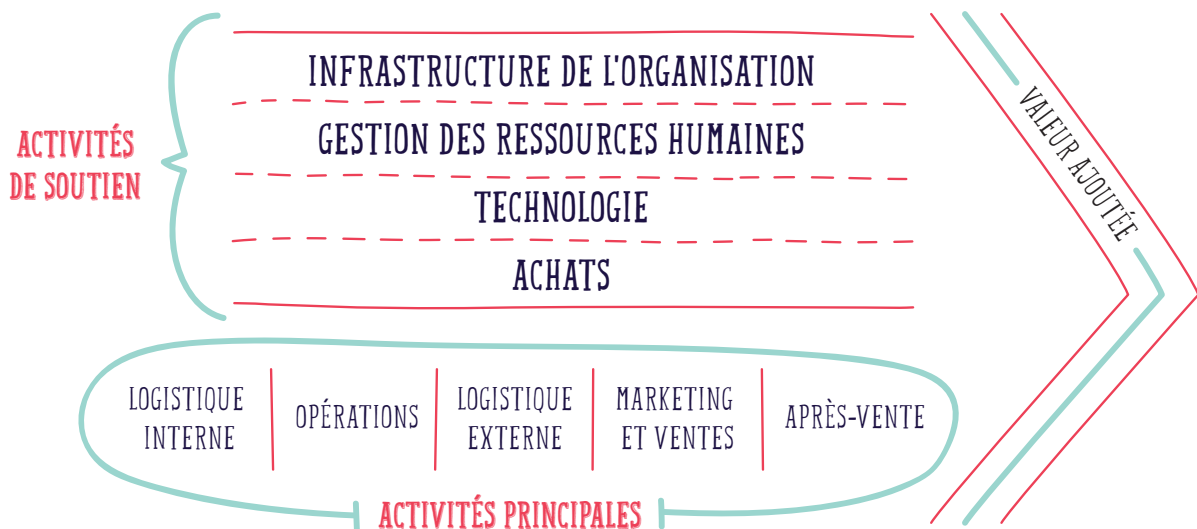 ACTIVITÉS
DE SOUTIEN
INFRASTRUCTURE DE L'ORGANISATION
GESTION DES RESSOURCES HUMAINES
TECHNOLOGIE
ACHATS
VALEUR AJOUTÉE
LOGISTIQUE
INTERNE
OPÉRATIONS
LOGISTIQUE
EXTERNE
MARKETING
ET VENTES
APRÈS-VENTE
ACTIVITÉS PRINCIPALES